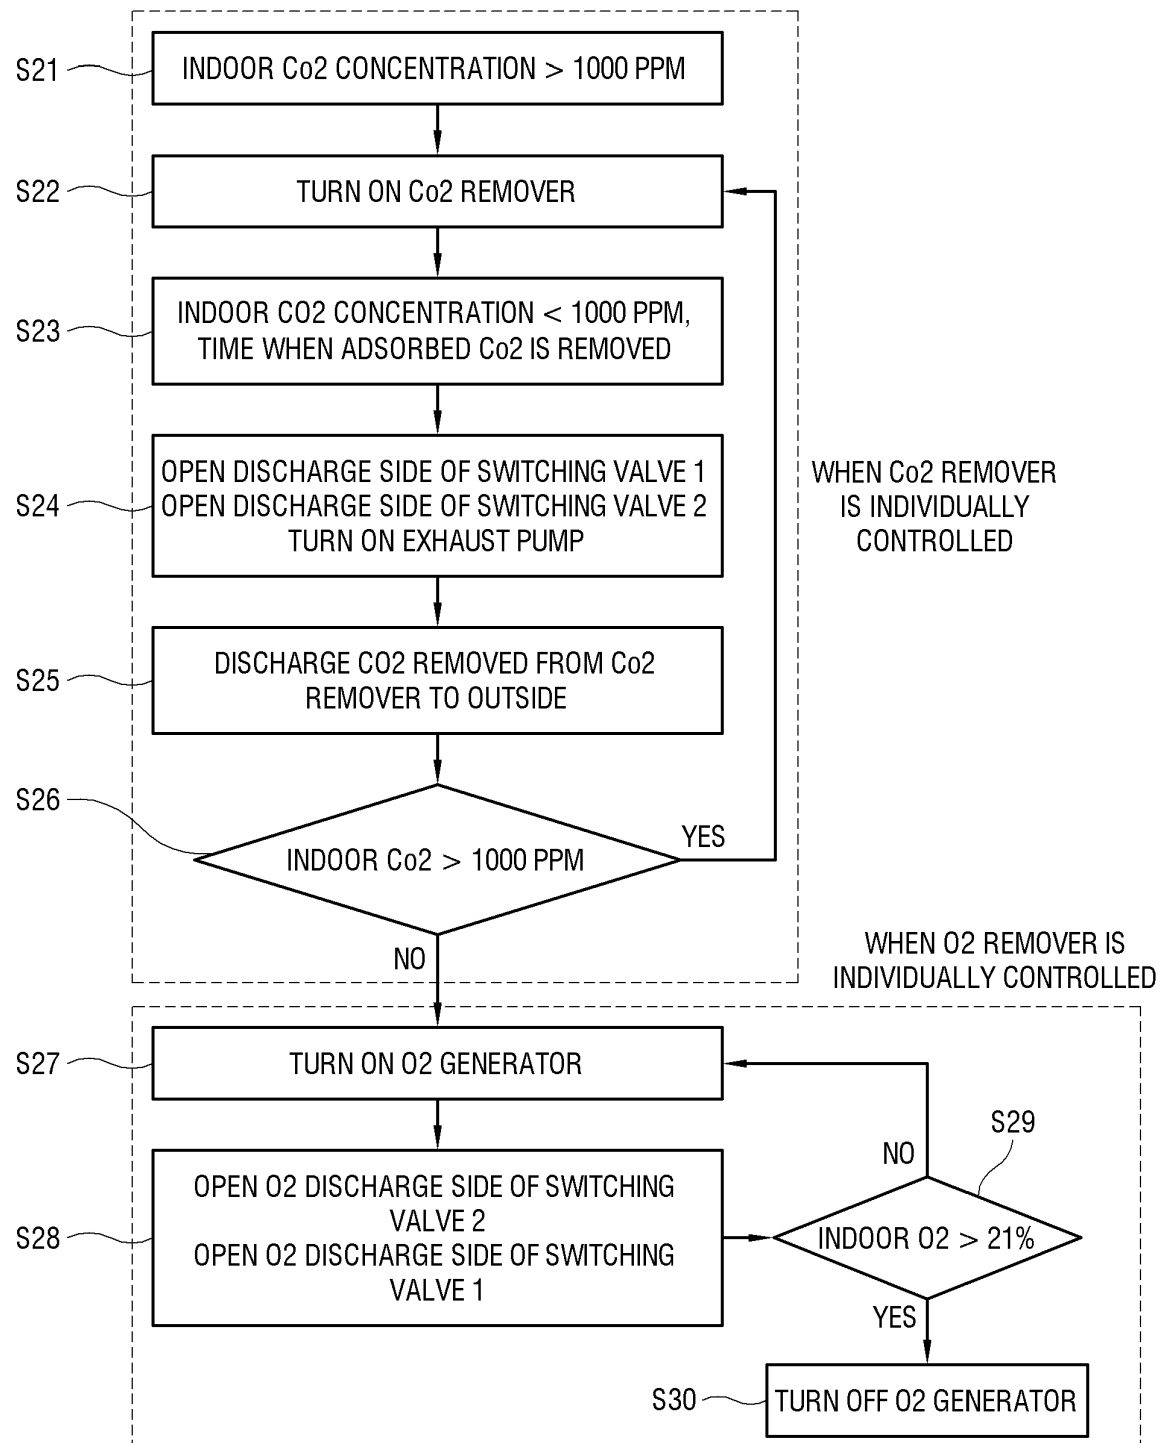 S21
INDOOR Co2 CONCENTRATION > 1000 PPM
S22
TURN ON Co2 REMOVER
S23
INDOOR CO2 CONCENTRATION < 1000 PPM,
TIME WHEN ADSORBED Co2 IS REMOVED
S24
OPEN DISCHARGE SIDE OF SWITCHING VALVE 1
OPEN DISCHARGE SIDE OF SWITCHING VALVE 2
TURN ON EXHAUST PUMP
WHEN Co2 REMOVER
IS INDIVIDUALLY
CONTROLLED
S25
DISCHARGE CO2 REMOVED FROM Co2
REMOVER TO OUTSIDE
S26
INDOOR Co2 > 1000 PPM
YES
NO
WHEN O2 REMOVER IS
INDIVIDUALLY CONTROLLED
S27
TURN ON O2 GENERATOR
S28
OPEN O2 DISCHARGE SIDE OF SWITCHING
VALVE 2
OPEN O2 DISCHARGE SIDE OF SWITCHING
VALVE 1
S29
NO
INDOOR O2 > 21%
YES
S30
TURN OFF O2 GENERATOR